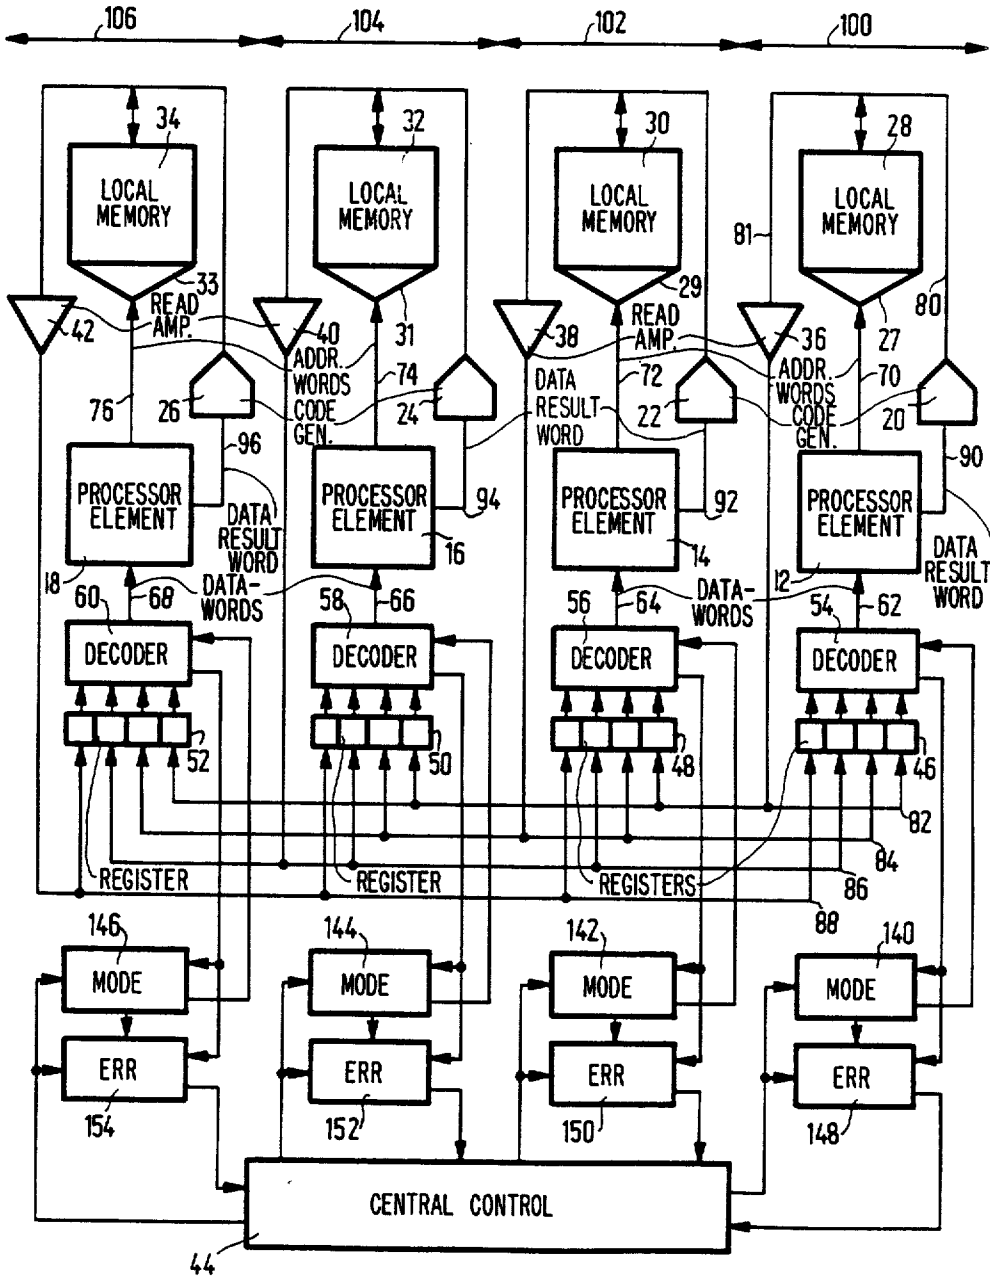 106 104 102 100
34 32 30 28
LOCAL MEMORY LOCAL MEMORY LOCAL MEMORY LOCAL MEMORY
81 80
33 31 29 27
42 READ AMP. 40 38 READ AMP. 36
ADDR. WORDS ADDR. WORDS
76 74 72 70
26 CODE GEN. 24 DATA RESULT WORD 22 CODE GEN. 20
96 94 92 90
PROCESSOR ELEMENT PROCESSOR ELEMENT PROCESSOR ELEMENT PROCESSOR ELEMENT
DATA RESULT WORD DATA RESULT WORD
18 16 14 12
DATA-WORDS DATA-WORDS
60 68 58 66 56 64 54 62
DECODER DECODER DECODER DECODER
52 50 48 46
82
84
86
88
REGISTER REGISTER REGISTERS
146 144 142 140
MODE MODE MODE MODE
ERR ERR ERR ERR
154 152 150 148
CENTRAL CONTROL
44